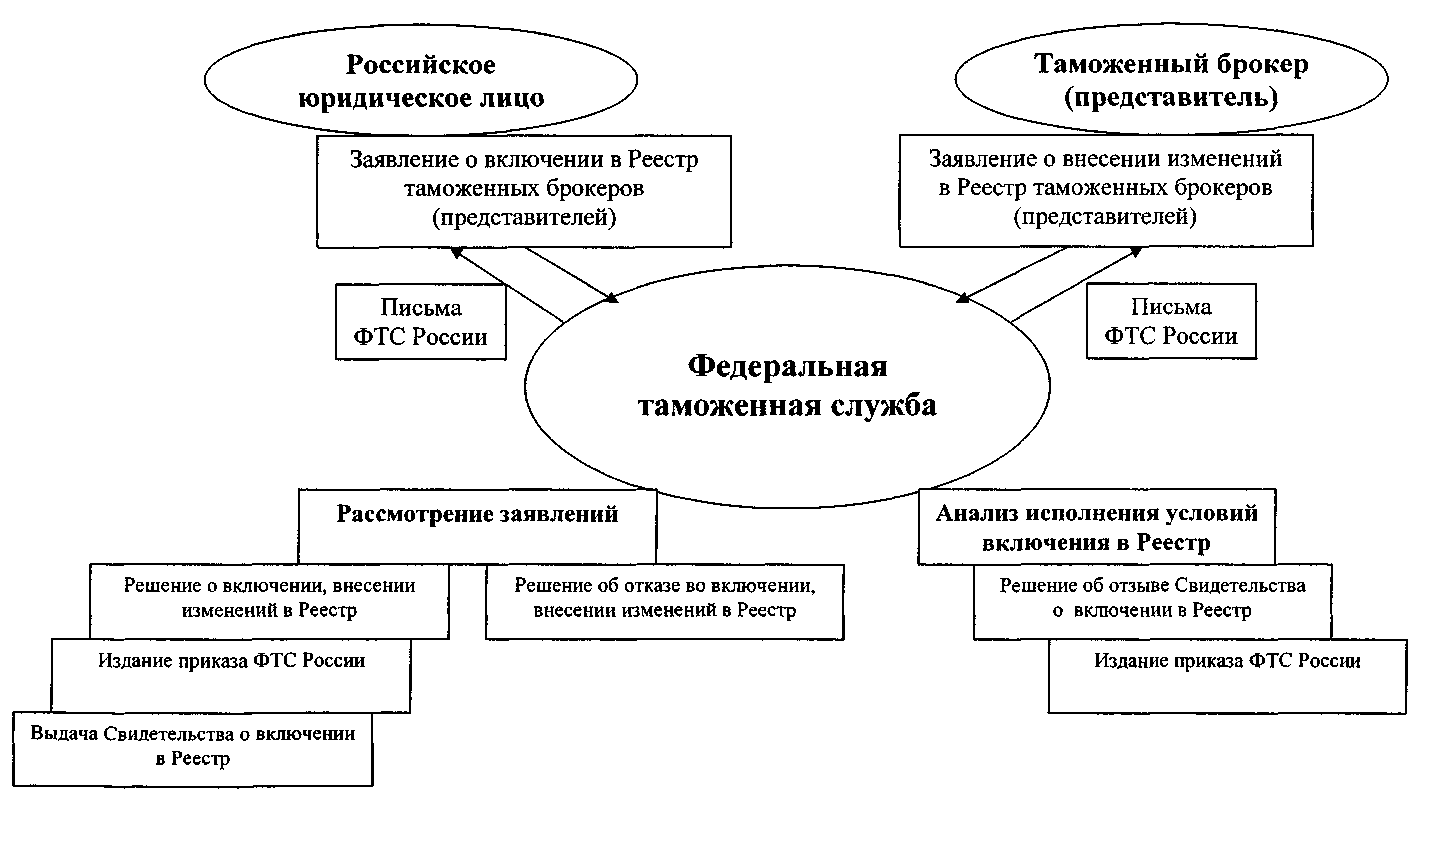 Российское
юридическое лицо
Таможенный брокер
(представитель)
Заявление о включении в Реестр
таможенных брокеров
(представителей)
Заявление о внесении изменений
в Реестр таможенных брокеров
(представителей)
Письма
ФТС России
Письма
ФТС России
Федеральная
таможенная служба
Рассмотрение заявлений
Анализ исполнения условий
включения в Реестр
Решение о включении, внесении
изменений в Реестр
Решение об отказе во включении,
внесении изменений в Реестр
Решение об отзыве Свидетельства
о включении в Реестр
Издание приказа ФТС России
Издание приказа ФТС России
Выдача Свидетельства о включении
в Реестр